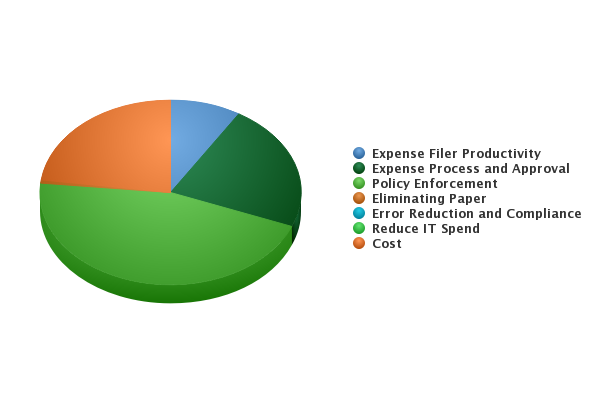 Expense Filer Productivity
Expense Process and Approval
Policy Enforcement
Eliminating Paper
Error Reduction and Compliance
Reduce IT Spend
Cost